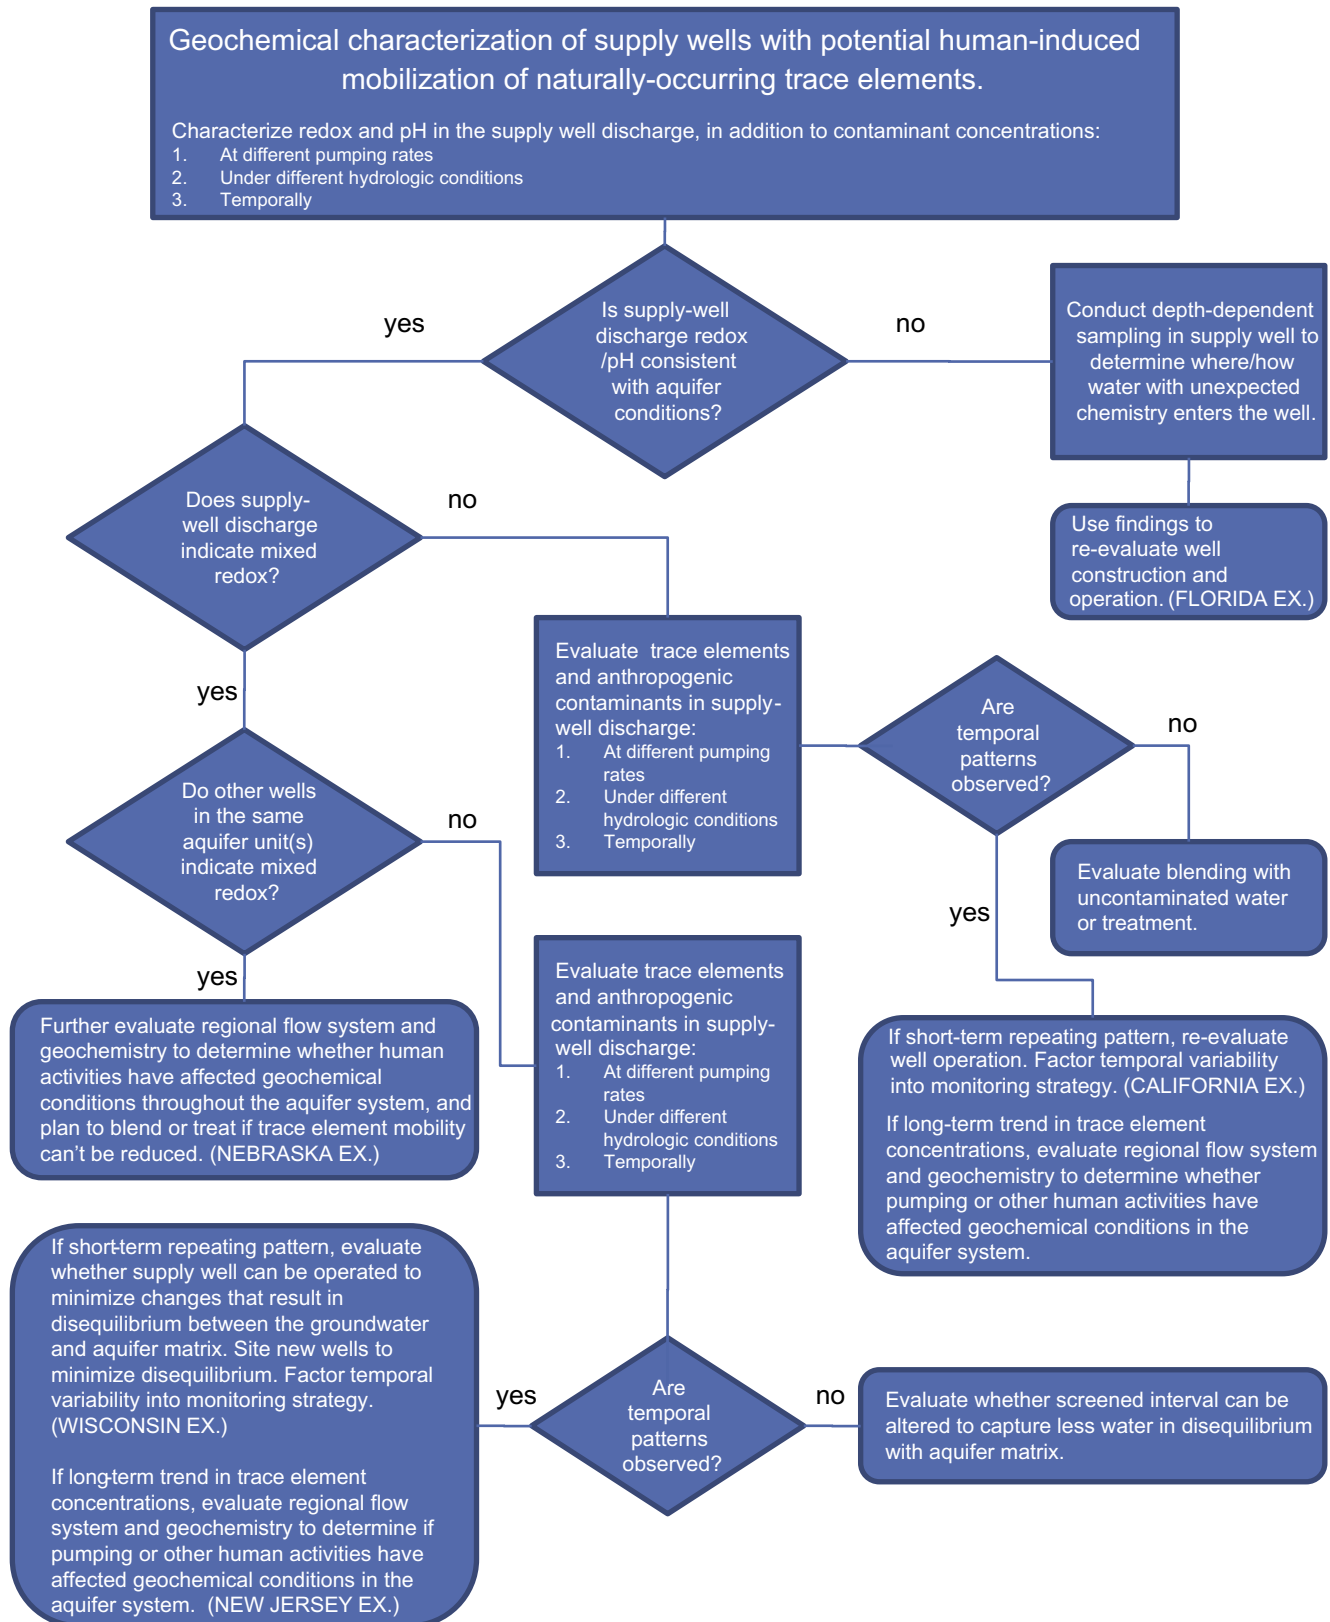 Geochemical characterization of supply wells with potential human-induced
mobilization of naturally-occurring trace elements.
Characterize redox and pH in the supply well discharge, in addition to contaminant concentrations:
1. At different pumping rates
2. Under different hydrologic conditions
3. Temporally
Is supply-well
discharge redox
/pH consistent
with aquifer
conditions?
yes
no
Conduct depth-dependent
sampling in supply well to
determine where/how
water with unexpected
chemistry enters the well.
Use findings to
re-evaluate well
construction and
operation. (FLORIDA EX.)
Does supply-
well discharge
indicate mixed
redox?
no
yes
Evaluate trace elements
and anthropogenic
contaminants in supply-
well discharge:
1. At different pumping
rates
2. Under different
hydrologic conditions
3. Temporally
Are
temporal
patterns
observed?
no
yes
Evaluate blending with
uncontaminated water
or treatment.
If short-term repeating pattern, re-evaluate
well operation. Factor temporal variability
into monitoring strategy. (CALIFORNIA EX.)
If long-term trend in trace element
concentrations, evaluate regional flow system
and geochemistry to determine whether
pumping or other human activities have
affected geochemical conditions in the
aquifer system.
Do other wells
in the same
aquifer unit(s)
indicate mixed
redox?
no
yes
Further evaluate regional flow system and
geochemistry to determine whether human
activities have affected geochemical
conditions throughout the aquifer system, and
plan to blend or treat if trace element mobility
can't be reduced. (NEBRASKA EX.)
Evaluate trace elements
and anthropogenic
contaminants in supply-
well discharge:
1. At different pumping
rates
2. Under different
hydrologic conditions
3. Temporally
Are
temporal
patterns
observed?
yes
no
If short-term repeating pattern, evaluate
whether supply well can be operated to
minimize changes that result in
disequilibrium between the groundwater
and aquifer matrix. Site new wells to
minimize disequilibrium. Factor temporal
variability into monitoring strategy.
(WISCONSIN EX.)
If long-term trend in trace element
concentrations, evaluate regional flow
system and geochemistry to determine if
pumping or other human activities have
affected geochemical conditions in the
aquifer system. (NEW JERSEY EX.)
Evaluate whether screened interval can be
altered to capture less water in disequilibrium
with aquifer matrix.